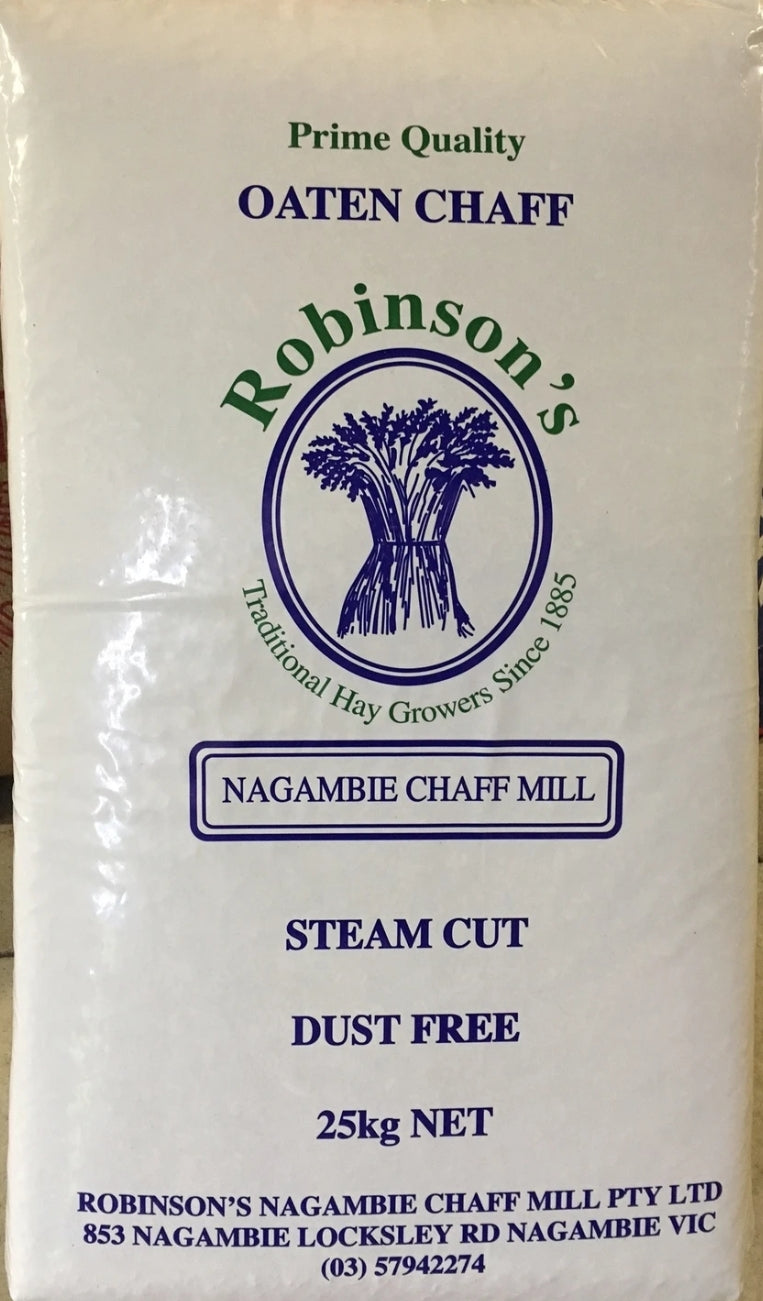 Prime Quality
OATEN CHAFF
Robinson's
Traditional Hay Growers Since 1885
NAGAMBIE CHAFF MILL
STEAM CUT
DUST FREE
25kg NET
ROBINSON'S NAGAMBIE CHAFF MILL PTY LTD
853 NAGAMBIE LOCKSLEY RD NAGAMBIE VIC
(03) 57942274